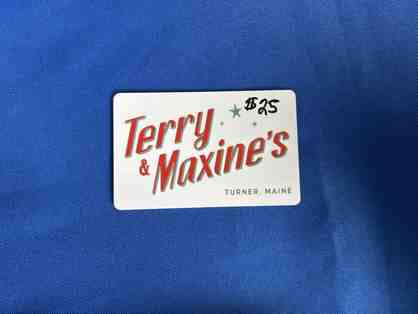 $25
Terry
& Maxine's
TURNER, MAINE